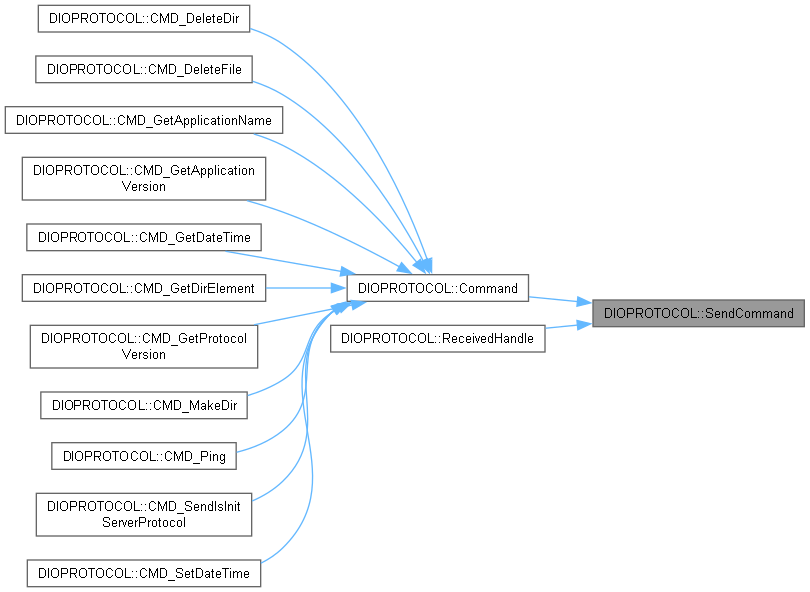 DIOPROTOCOL::CMD_DeleteDir
DIOPROTOCOL::CMD_DeleteFile
DIOPROTOCOL::CMD_GetApplicationName
DIOPROTOCOL::CMD_GetApplication
Version
DIOPROTOCOL::CMD_GetDateTime
DIOPROTOCOL::CMD_GetDirElement
DIOPROTOCOL::CMD_GetProtocol
Version
DIOPROTOCOL::CMD_MakeDir
DIOPROTOCOL::CMD_Ping
DIOPROTOCOL::CMD_SendIsInit
ServerProtocol
DIOPROTOCOL::CMD_SetDateTime
DIOPROTOCOL::Command
DIOPROTOCOL::ReceivedHandle
DIOPROTOCOL::SendCommand